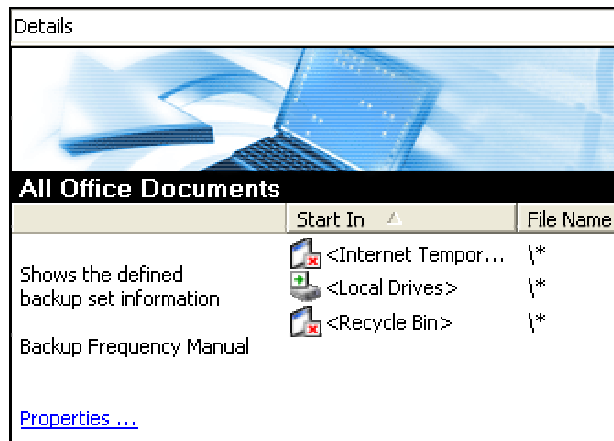 Details
All Office Documents
Start In File Name
<Internet Tempor... \*
Shows the defined
<Local Drives> \*
backup set information
<Recycle Bin> \*
Backup Frequency Manual
Properties ...